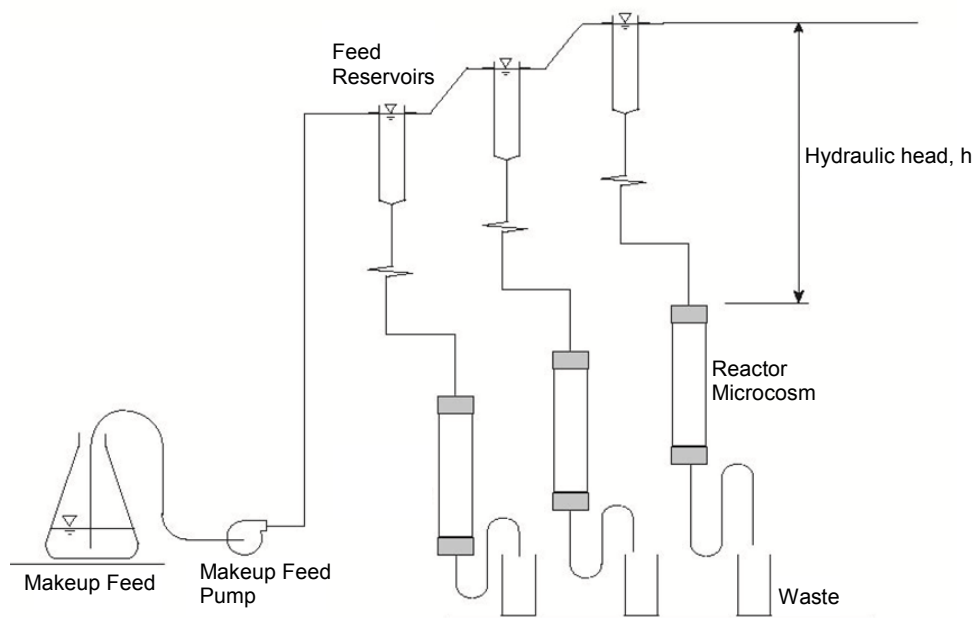 Feed
Reservoirs
Hydraulic head, h
Reactor
Microcosm
Makeup Feed
Makeup Feed
Pump
Waste